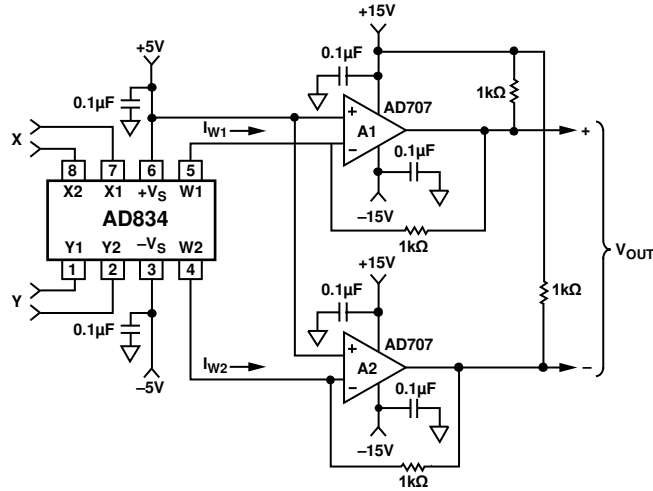 +15V
+5V
0.1µF
1kΩ
0.1µF
AD707
+
A1
–
+
X
IW1
0.1µF
8
7
6
5
–15V
X2
X1
+VS
W1
1kΩ
AD834
VOUT
Y1
Y2
–VS
W2
+15V
1
2
3
4
1kΩ
Y
0.1µF
0.1µF
AD707
IW2
+
A2
–
–
–5V
0.1µF
–15V
1kΩ